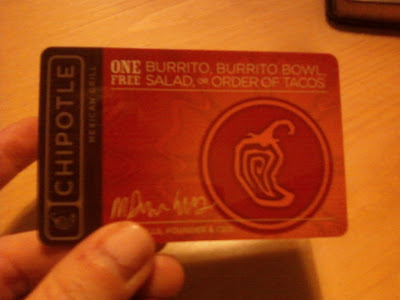 ONE FREE BURRITO, BURRITO BOWL,
SALAD, OR ORDER OF TACOS
CHIPOTLE
MEXICAN GRILL
FOUNDER & CEO